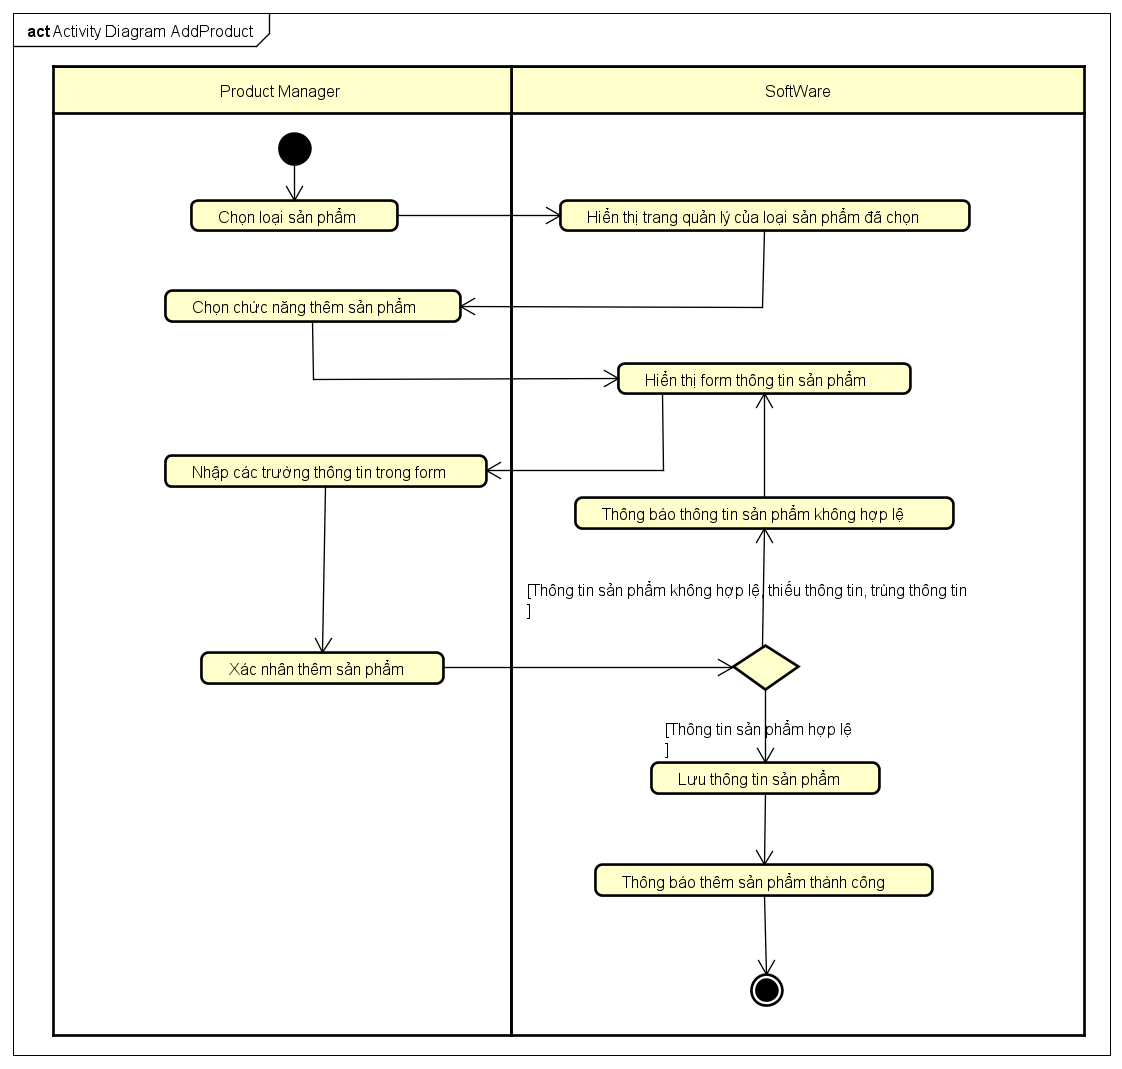 act Activity Diagram AddProduct
Product Manager
SoftWare
Chọn loại sản phẩm
Hiển thị trang quản lý của loại sản phẩm đã chọn
Chọn chức năng thêm sản phẩm
Hiển thị form thông tin sản phẩm
Nhập các trường thông tin trong form
Thông báo thông tin sản phẩm không hợp lệ
[Thông tin sản phẩm không hợp lệ, thiếu thông tin, trùng thông tin
]
Xác nhân thêm sản phẩm
[Thông tin sản phẩm hợp lệ
]
Lưu thông tin sản phẩm
Thông báo thêm sản phẩm thành công